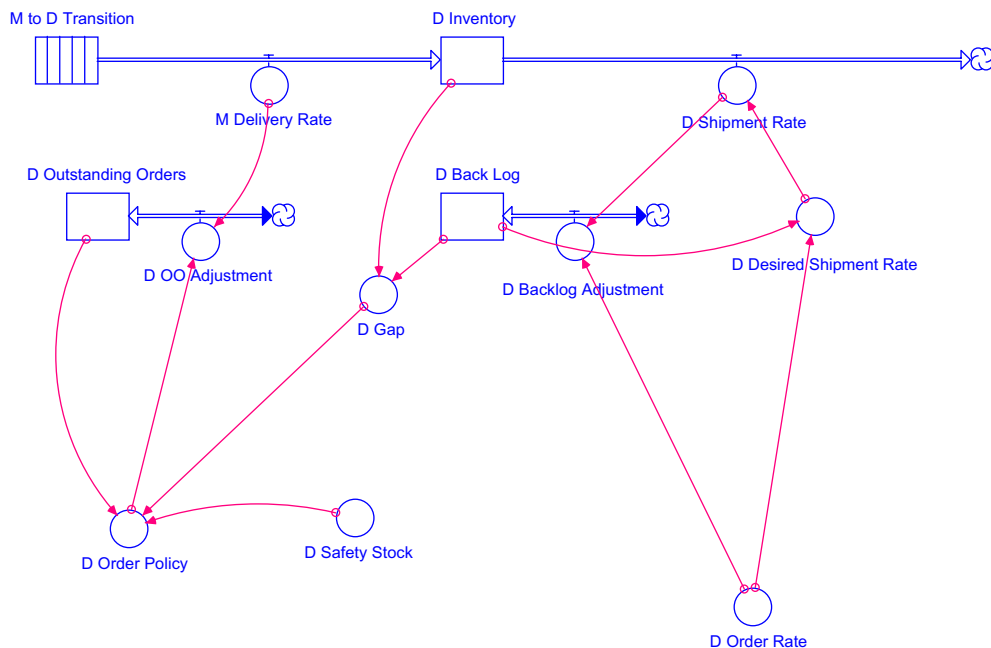 M to D Transition
D Inventory
M Delivery Rate
D Shipment Rate
D Outstanding Orders
D Back Log
D OO Adjustment
D Backlog Adjustment
D Desired Shipment Rate
D Gap
D Order Policy
D Safety Stock
D Order Rate